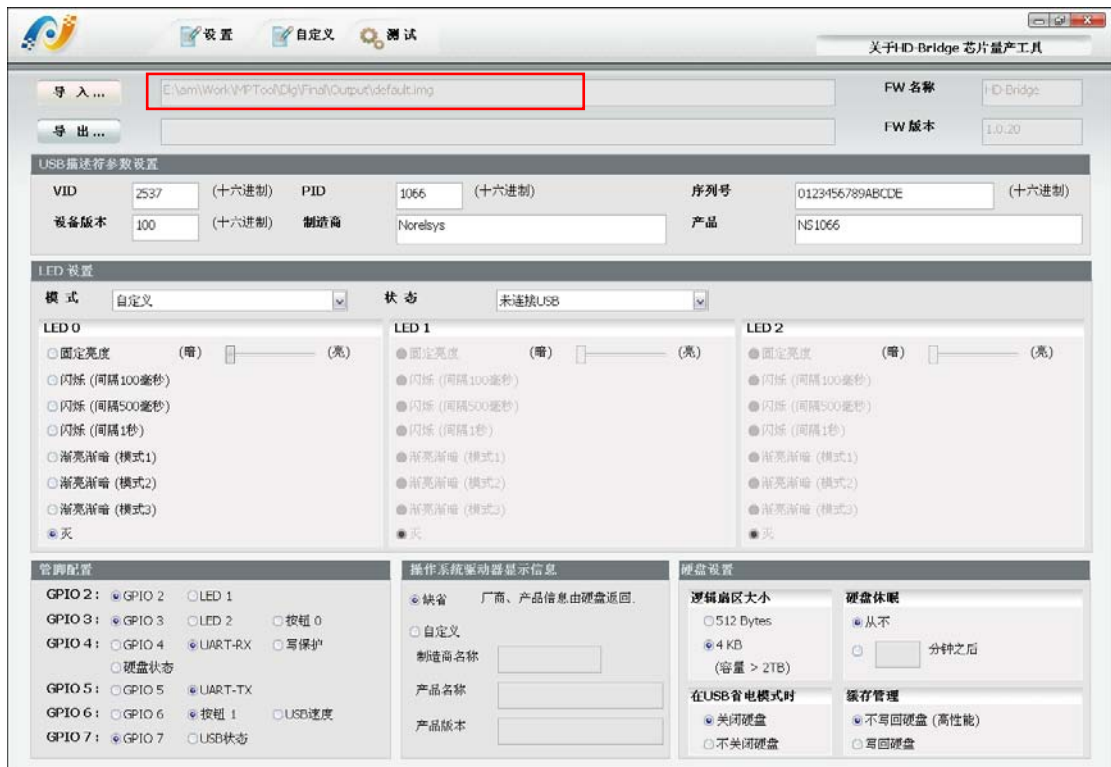 设置 自定义 测试
关于HD-Bridge 芯片量产工具
导 入... E:\am\Work\MPTool\Dlg\Final\Output\default.img FW 名称 HD-Bridge
导 出... FW 版本 1.0.20
USB描述符参数设置
VID 2537 (十六进制) PID 1066 (十六进制) 序列号 0123456789ABCDE (十六进制)
设备版本 100 (十六进制) 制造商 Norelsys 产品 NS1066
LED 设置
模 式 自定义 状 态 未连接USB
LED 0 LED 1 LED 2
固定亮度 (暗) (亮) 固定亮度 (暗) (亮) 固定亮度 (暗) (亮)
闪烁 (间隔100毫秒) 闪烁 (间隔100毫秒) 闪烁 (间隔100毫秒)
闪烁 (间隔500毫秒) 闪烁 (间隔500毫秒) 闪烁 (间隔500毫秒)
闪烁 (间隔1秒) 闪烁 (间隔1秒) 闪烁 (间隔1秒)
渐亮渐暗 (模式1) 渐亮渐暗 (模式1) 渐亮渐暗 (模式1)
渐亮渐暗 (模式2) 渐亮渐暗 (模式2) 渐亮渐暗 (模式2)
渐亮渐暗 (模式3) 渐亮渐暗 (模式3) 渐亮渐暗 (模式3)
灭 灭 灭
管脚配置
GPIO 2: GPIO 2 LED 1
GPIO 3: GPIO 3 LED 2 按钮 0
GPIO 4: GPIO 4 UART-RX 写保护
硬盘状态
GPIO 5: GPIO 5 UART-TX
GPIO 6: GPIO 6 按钮 1 USB速度
GPIO 7: GPIO 7 USB状态
操作系统驱动器显示信息
缺省 厂商、产品信息由硬盘返回.
自定义
制造商名称
产品名称
产品版本
硬盘设置
逻辑扇区大小
512 Bytes
4 KB
(容量 > 2TB)
硬盘休眠
从不
分钟之后
在USB省电模式时
关闭硬盘
不关闭硬盘
缓存管理
不写回硬盘 (高性能)
写回硬盘